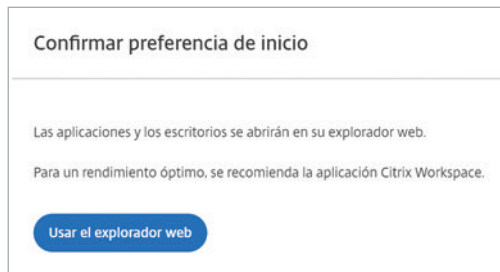 Confirmar preferencia de inicio
Las aplicaciones y los escritorios se abrirán en su explorador web.
Para un rendimiento óptimo, se recomienda la aplicación Citrix Workspace.
Usar el explorador web